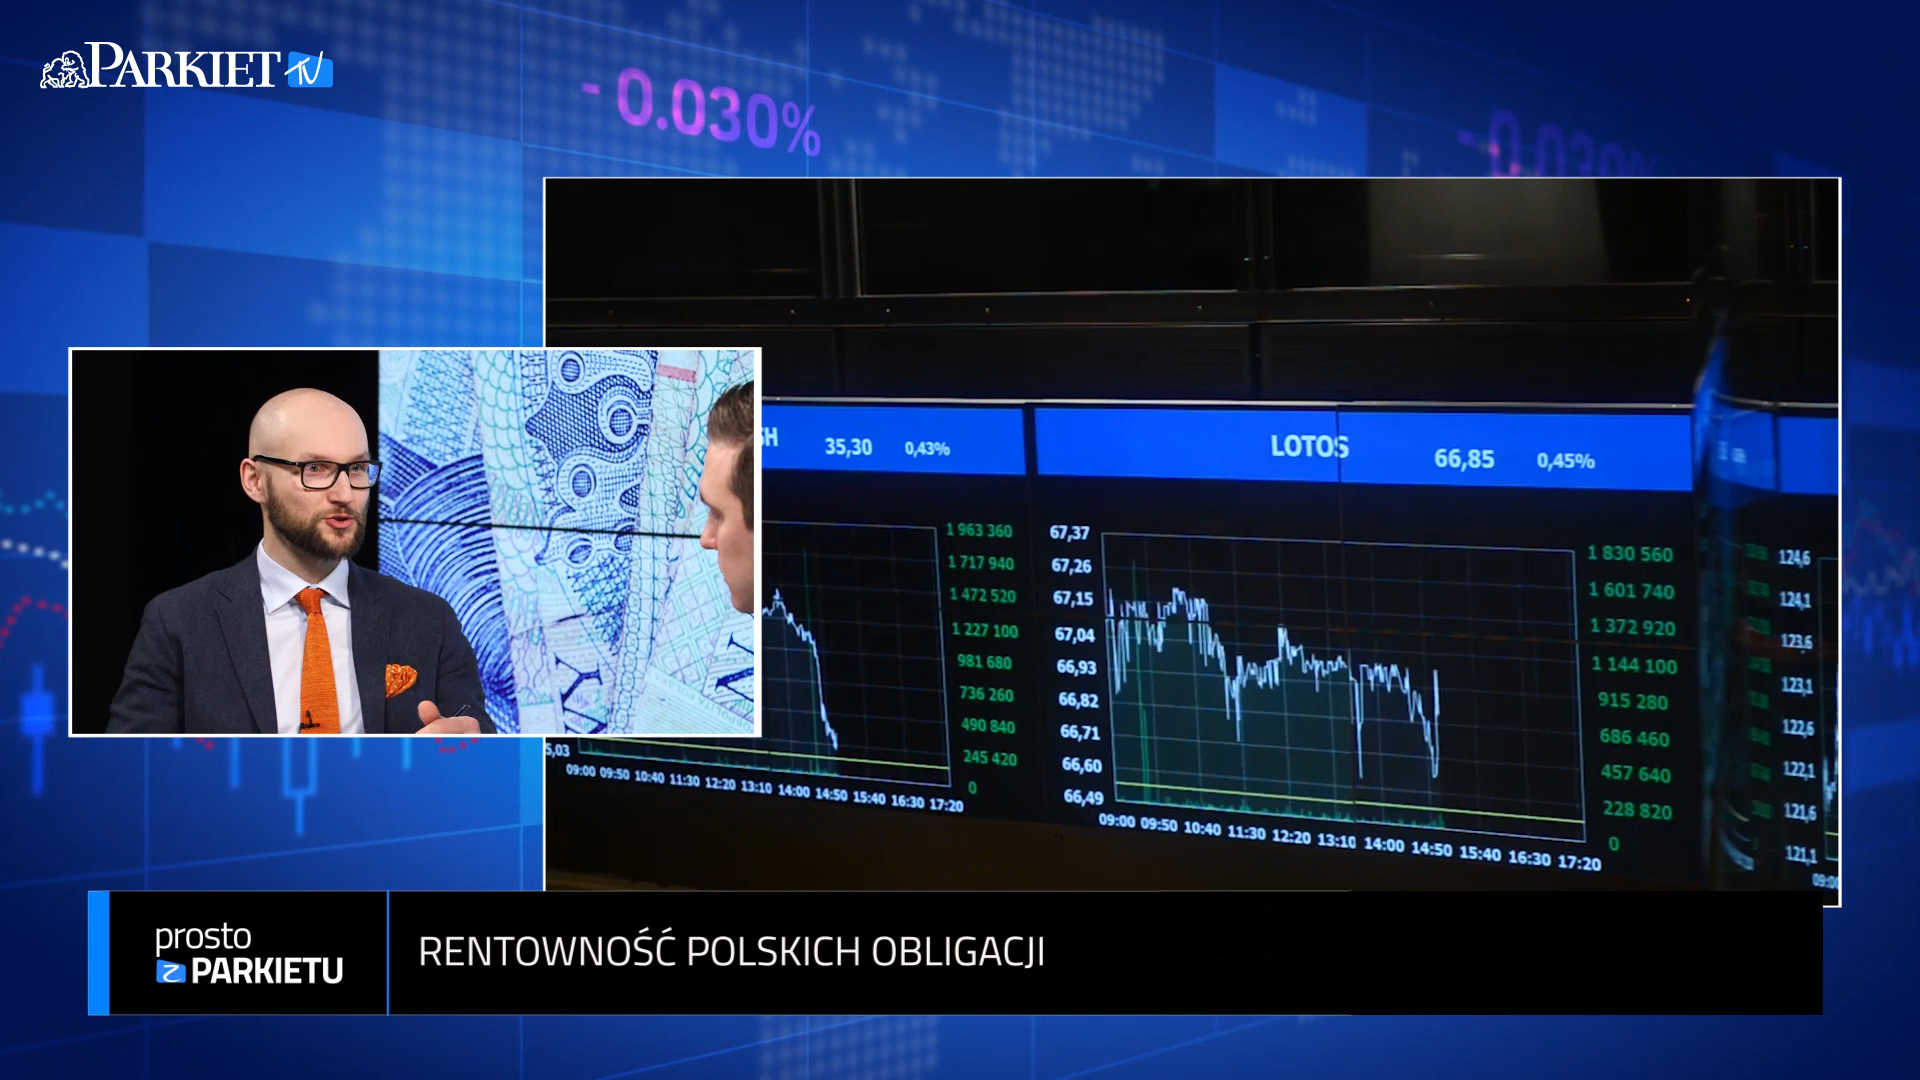 PARKIET TV
- 0.030%
- 0.030%
35,30 0,43%
LOTOS 66,85 0,45%
1 963 360
1 717 940
1 472 520
1 227 100
981 680
736 260
490 840
245 420
0
5,03
09:00 09:50 10:40 11:30 12:20 13:10 14:00 14:50 15:40 16:30 17:20
67,37
67,26
67,15
67,04
66,93
66,82
66,71
66,60
66,49
1 830 560
1 601 740
1 372 920
1 144 100
915 280
686 460
457 640
228 820
0
09:00 09:50 10:40 11:30 12:20 13:10 14:00 14:50 15:40 16:30 17:20
124,6
124,1
123,6
123,1
122,6
122,1
121,6
121,1
09:00
prosto
z PARKIETU
RENTOWNOŚĆ POLSKICH OBLIGACJI